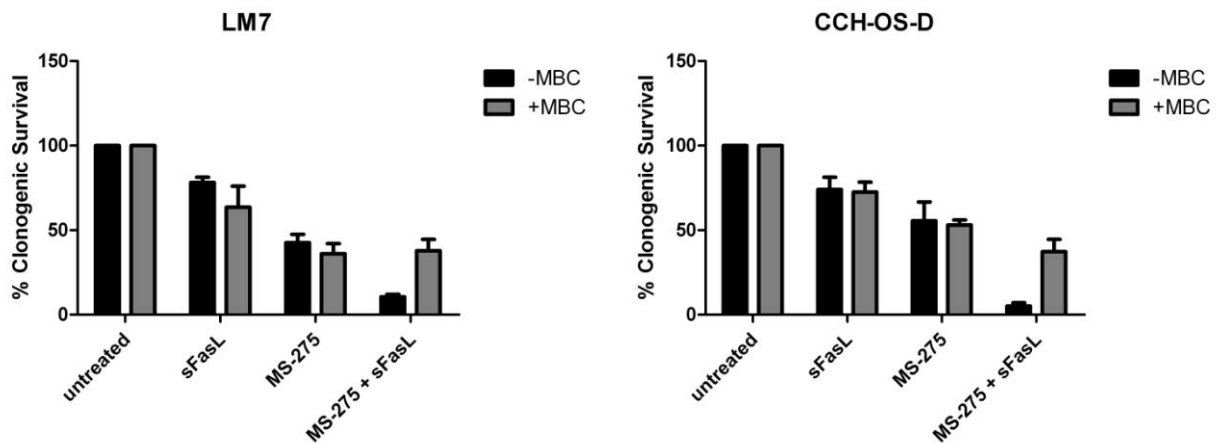 LM7
% Clonogenic Survival
150
100
50
0
untreated
sFasL
MS-275
MS-275 + sFasL
-MBC
+MBC
CCH-OS-D
% Clonogenic Survival
150
100
50
0
untreated
sFasL
MS-275
MS-275 + sFasL
-MBC
+MBC